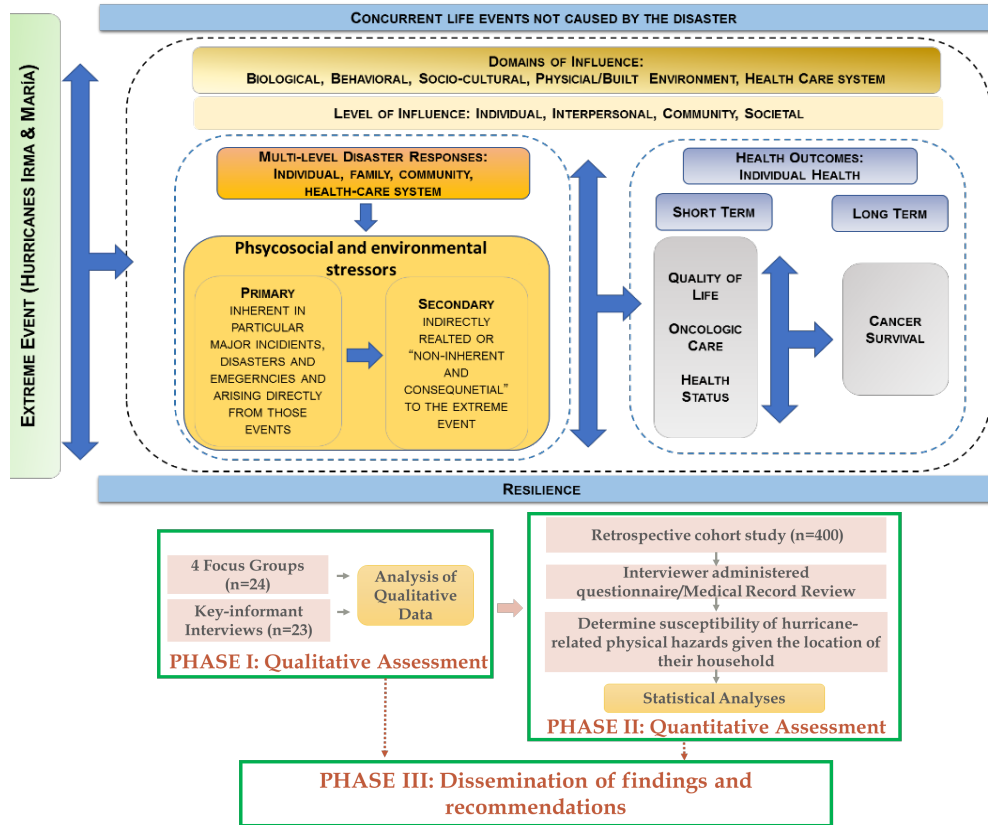 CONCURRENT LIFE EVENTS NOT CAUSED BY THE DISASTER
EXTREME EVENT (HURRICANES IRMA & MARÍA)
DOMAINS OF INFLUENCE:
BIOLOGICAL, BEHAVIORAL, SOCIO-CULTURAL, PHYSICIAL/BUILT ENVIRONMENT, HEALTH CARE SYSTEM
LEVEL OF INFLUENCE: INDIVIDUAL, INTERPERSONAL, COMMUNITY, SOCIETAL
MULTI-LEVEL DISASTER RESPONSES:
INDIVIDUAL, FAMILY, COMMUNITY,
HEALTH-CARE SYSTEM
Phsycosocial and environmental
stressors
PRIMARY
INHERENT IN
PARTICULAR
MAJOR INCIDENTS,
DISASTERS AND
EMEGERNCIES AND
ARISING DIRECTLY
FROM THOSE
EVENTS
SECONDARY
INDIRECTLY
REALTED OR
“NON-INHERENT
AND
CONSEQUNETIAL”
TO THE EXTREME
EVENT
HEALTH OUTCOMES:
INDIVIDUAL HEALTH
SHORT TERM
LONG TERM
QUALITY OF
LIFE
ONCOLOGIC
CARE
HEALTH
STATUS
CANCER
SURVIVAL
RESILIENCE
4 Focus Groups
(n=24)
Key-informant
Interviews (n=23)
Analysis of
Qualitative
Data
PHASE I: Qualitative Assessment
Retrospective cohort study (n=400)
Interviewer administered
questionnaire/Medical Record Review
Determine susceptibility of hurricane-
related physical hazards given the location of
their household
Statistical Analyses
PHASE II: Quantitative Assessment
PHASE III: Dissemination of findings and
recommendations